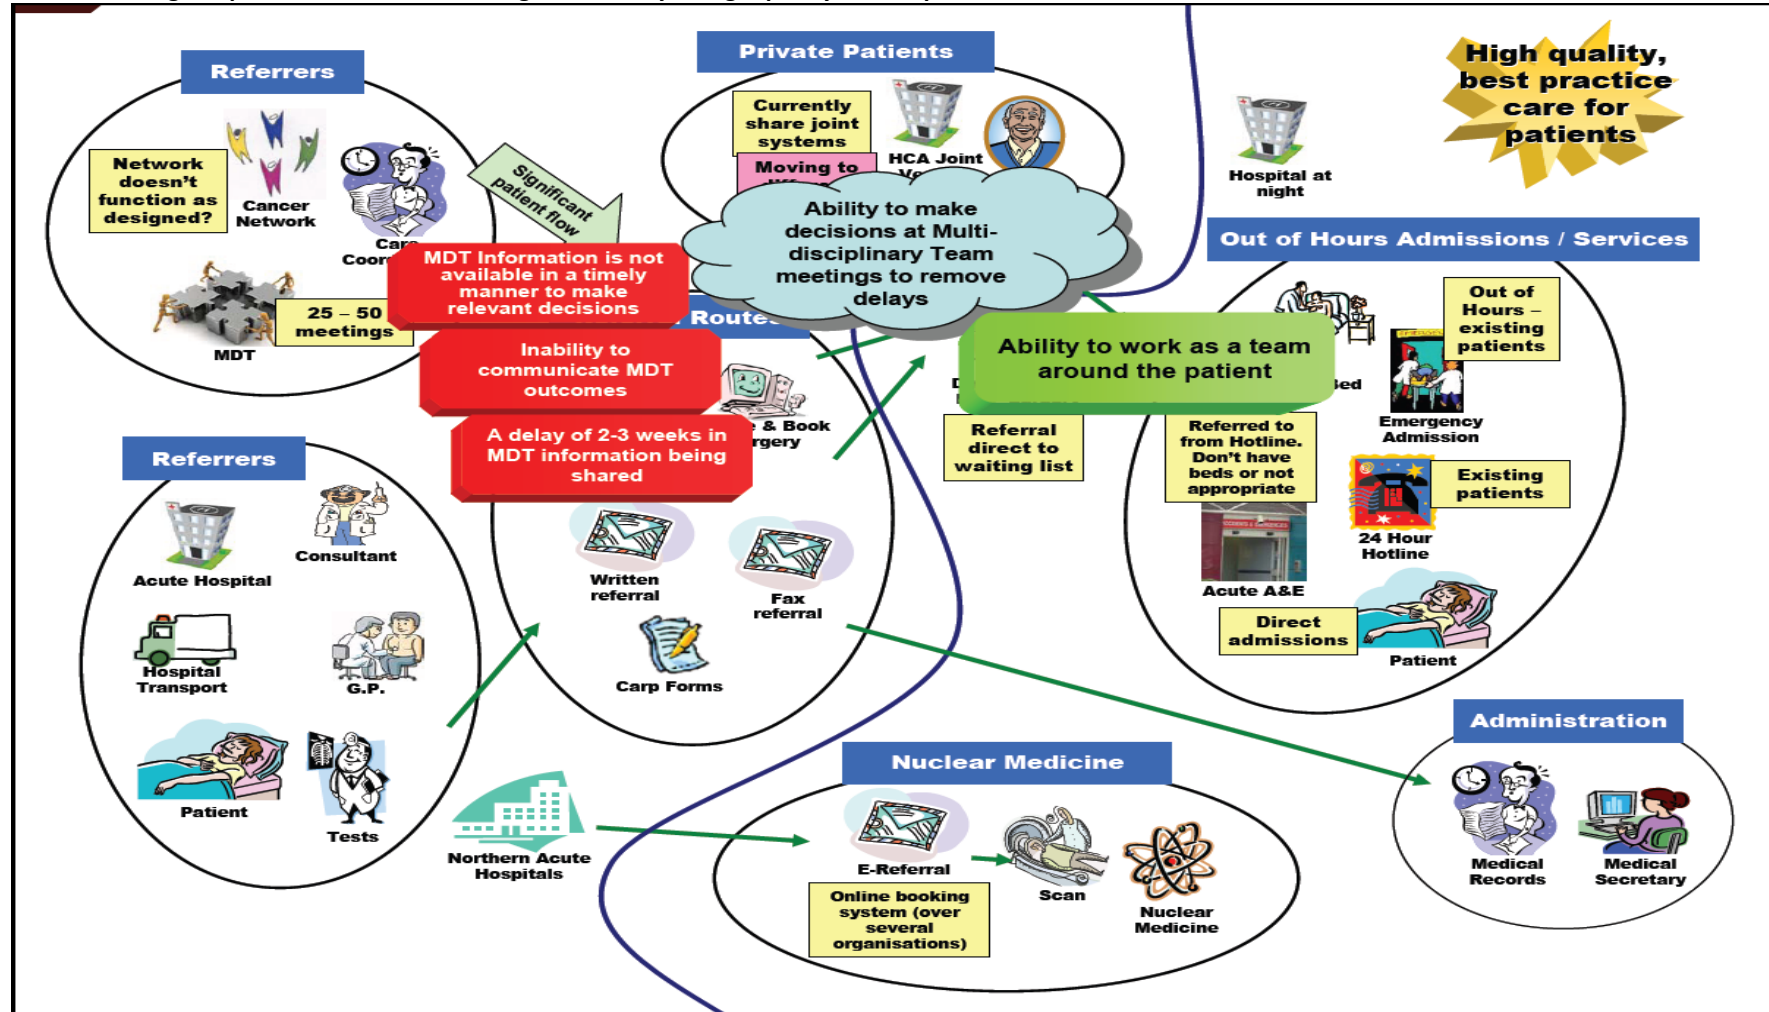 Referrers
Network
doesn't
function as
designed?
Cancer
Network
Care
MDT
25 – 50
meetings
Significant
patient flow
Private Patients
Currently
share joint
systems
Moving to
HCA Joint
MDT Information is not
available in a timely
manner to make
relevant decisions
Inability to
communicate MDT
outcomes
A delay of 2-3 weeks in
MDT information being
shared
Ability to make
decisions at Multi-
disciplinary Team
meetings to remove
delays
Ability to work as a team
around the patient
Routes
& Book
Written
referral
Fax
referral
Carp Forms
Referral
direct to
waiting list
High quality,
best practice
care for
patients
Hospital at
night
Out of Hours Admissions / Services
Out of
Hours –
existing
patients
Emergency
Admission
Referred to
from Hotline.
Don't have
beds or not
appropriate
Existing
patients
24 Hour
Hotline
Acute A&E
Direct
admissions
Patient
Referrers
Acute Hospital
Consultant
Hospital
Transport
G.P.
Patient
Tests
Northern Acute
Hospitals
Nuclear Medicine
E-Referral
Online booking
system (over
several
organisations)
Scan
Nuclear
Medicine
Administration
Medical
Records
Medical
Secretary